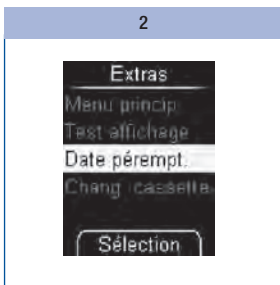 2
Extras
Menu princip.
Test affichage
Date pérempt.
Chang. cassette
Sélection